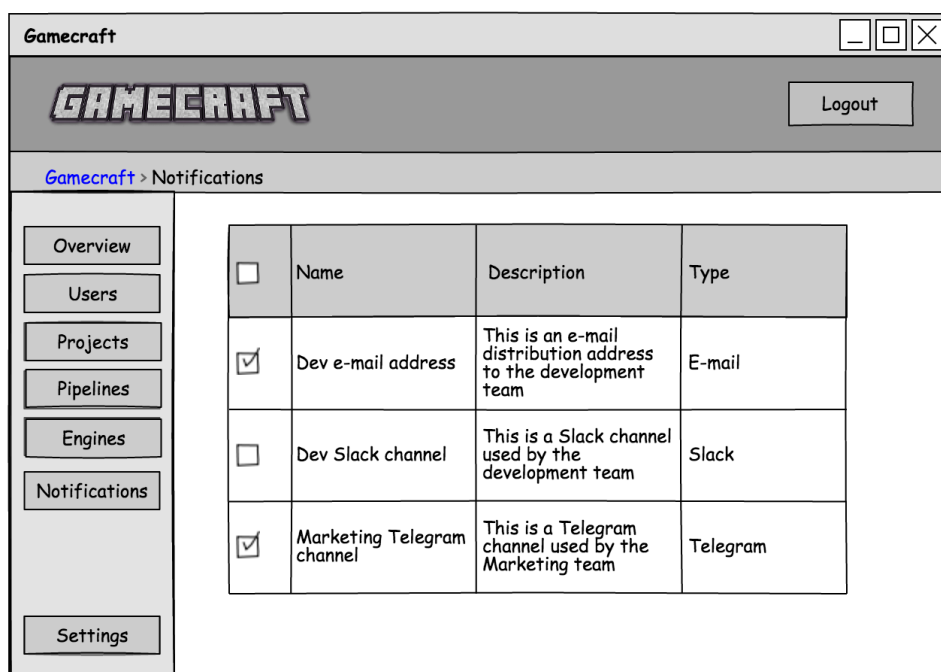 Gamecraft
GAMECRAFT
Logout
Gamecraft > Notifications
Overview
Users
Projects
Pipelines
Engines
Notifications
Settings
Name Description Type
Dev e-mail address
This is an e-mail
distribution address
to the development
team
E-mail
Dev Slack channel
This is a Slack channel
used by the
development team
Slack
Marketing Telegram
channel
This is a Telegram
channel used by the
Marketing team
Telegram